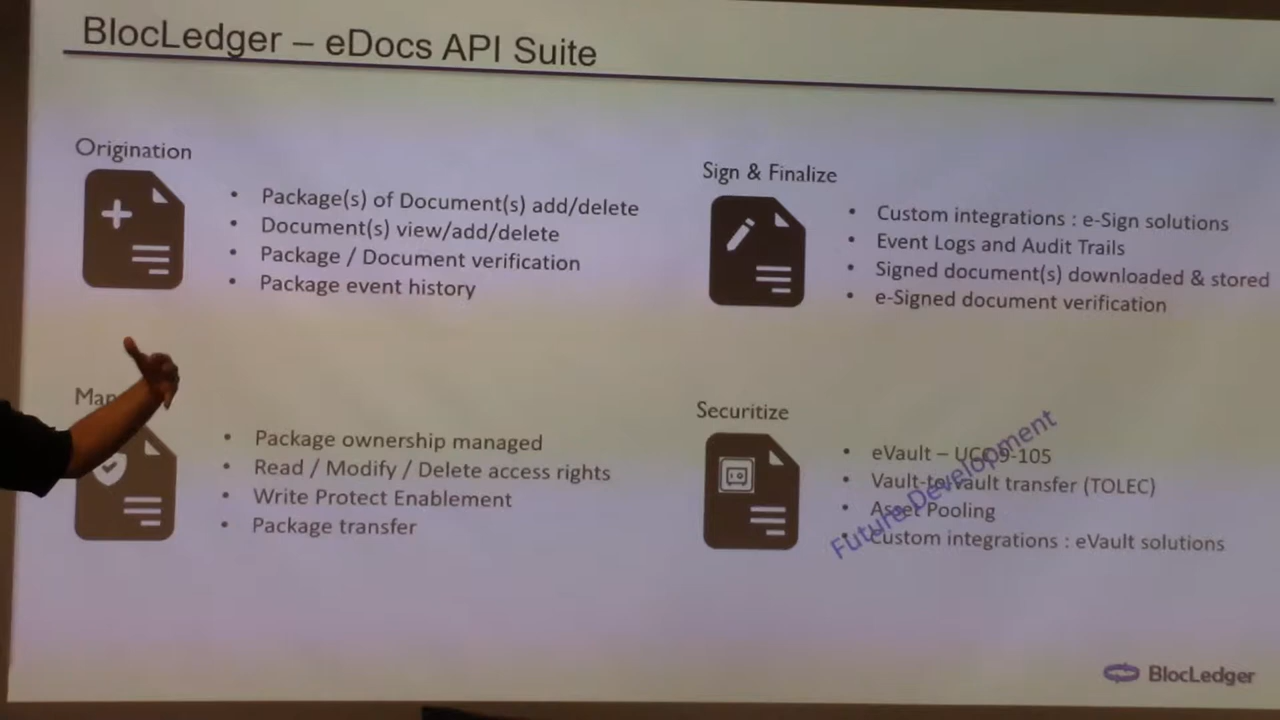 BlocLedger – eDocs API Suite
Origination
Package(s) of Document(s) add/delete
Document(s) view/add/delete
Package / Document verification
Package event history
Sign & Finalize
Custom integrations : e-Sign solutions
Event Logs and Audit Trails
Signed document(s) downloaded & stored
e-Signed document verification
Package ownership managed
Read / Modify / Delete access rights
Write Protect Enablement
Package transfer
Securitize
eVault – UCC 9-105
Vault-to-Vault transfer (TOLEC)
Asset Pooling
Custom integrations : eVault solutions
Future Development
BlocLedger